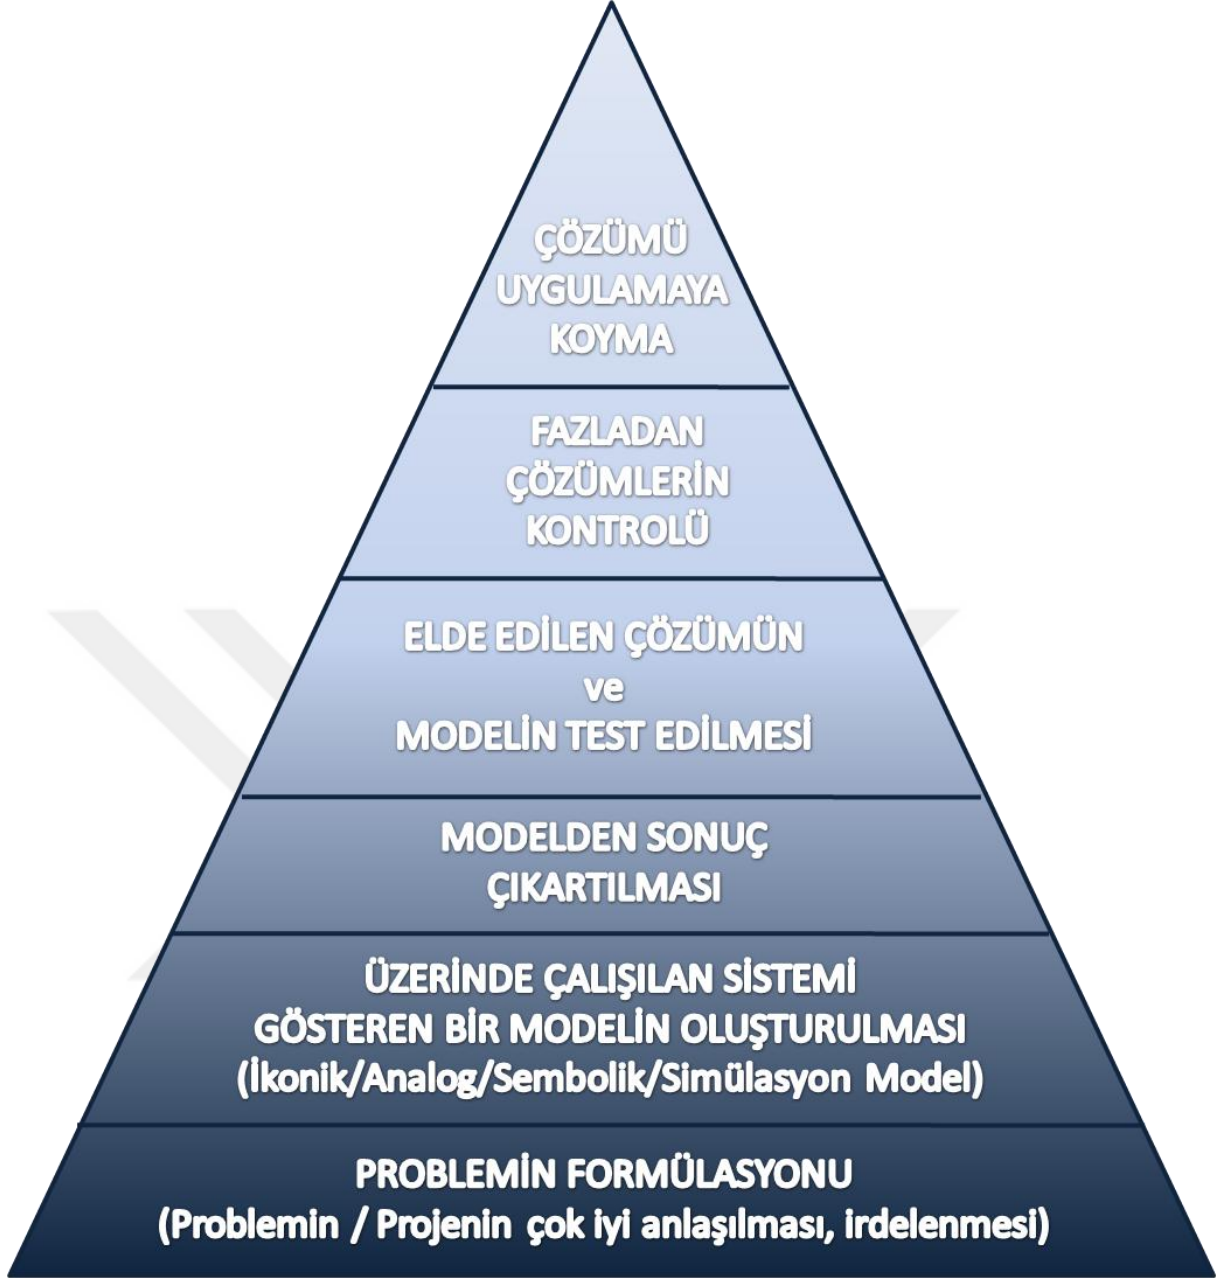 ÇÖZÜMÜ
UYGULAMAYA
KOYMA
FAZLADAN
ÇÖZÜMLERİN
KONTROLÜ
ELDE EDİLEN ÇÖZÜMÜN
ve
MODELİN TEST EDİLMESİ
MODELDEN SONUÇ
ÇIKARTILMASI
ÜZERİNDE ÇALIŞILAN SİSTEMİ
GÖSTEREN BİR MODELİN OLUŞTURULMASI
(İkonik/Analog/Sembolik/Simülasyon Model)
PROBLEMİN FORMÜLASYONU
(Problemin / Projenin çok iyi anlaşılması, irdelenmesi)